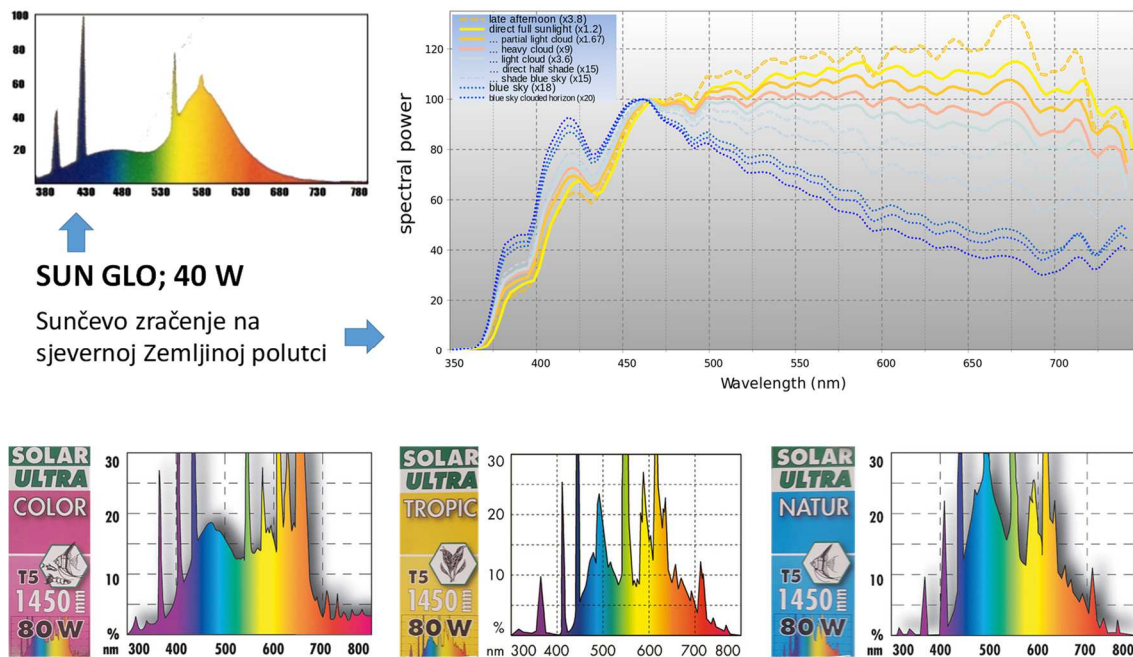 100
80
60
40
20
380 430 480 530 580 630 680 730 780
SUN GLO; 40 W
Sunčevo zračenje na
sjevernoj Zemljinoj polutci
late afternoon (x3.8)
direct full sunlight (x1.2)
... partial light cloud (x1.67)
... heavy cloud (x9)
... light cloud (x3.6)
... direct half shade (x15)
... shade blue sky (x15)
blue sky (x18)
blue sky clouded horizon (x20)
spectral power
120
100
80
60
40
20
0
350 400 450 500 550 600 650 700
Wavelength (nm)
SOLAR
ULTRA
COLOR
T5
1450 mm
80 W
30
20
10
%
nm 300 400 500 600 700 800
SOLAR
ULTRA
TROPIC
T5
1450 mm
80 W
30
20
10
%
nm 300 400 500 600 700 800
SOLAR
ULTRA
NATUR
T5
1450 mm
80 W
30
20
10
%
nm 300 400 500 600 700 800